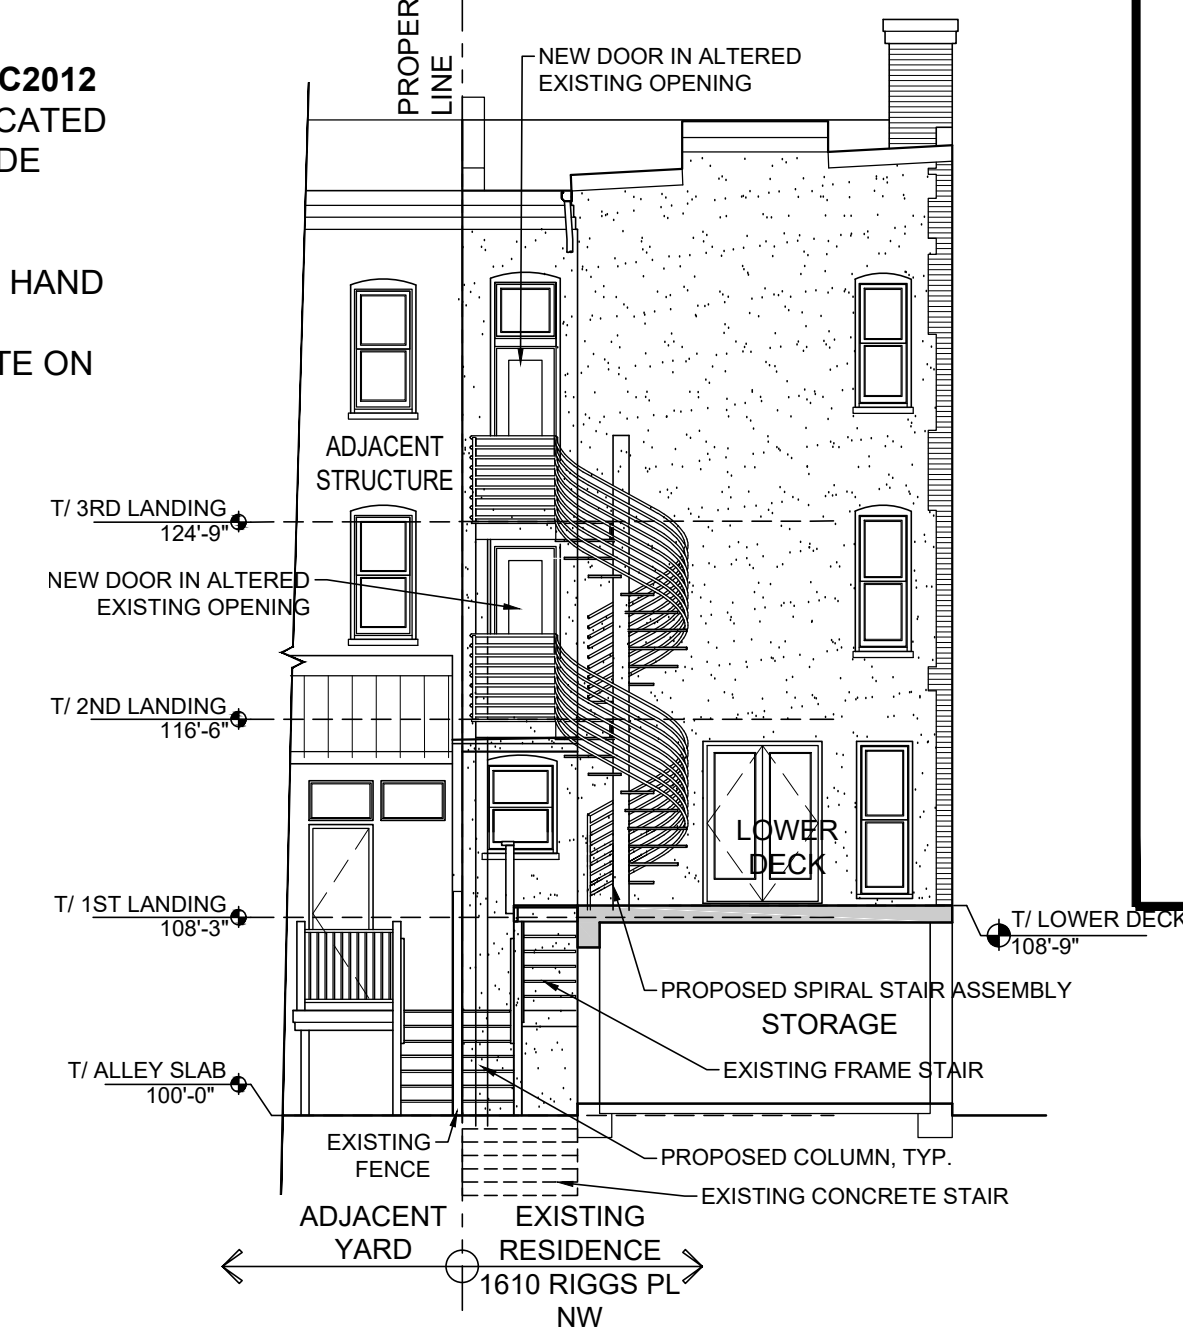 C2012
CATED
DE
HAND
TE ON
PROPER
LINE
NEW DOOR IN ALTERED
EXISTING OPENING
ADJACENT
STRUCTURE
T/ 3RD LANDING
124'-9"
NEW DOOR IN ALTERED
EXISTING OPENING
T/ 2ND LANDING
116'-6"
LOWER
DECK
T/ 1ST LANDING
108'-3"
T/ LOWER DECK
108'-9"
PROPOSED SPIRAL STAIR ASSEMBLY
STORAGE
EXISTING FRAME STAIR
T/ ALLEY SLAB
100'-0"
EXISTING
FENCE
PROPOSED COLUMN, TYP.
EXISTING CONCRETE STAIR
ADJACENT
YARD
EXISTING
RESIDENCE
1610 RIGGS PL
NW